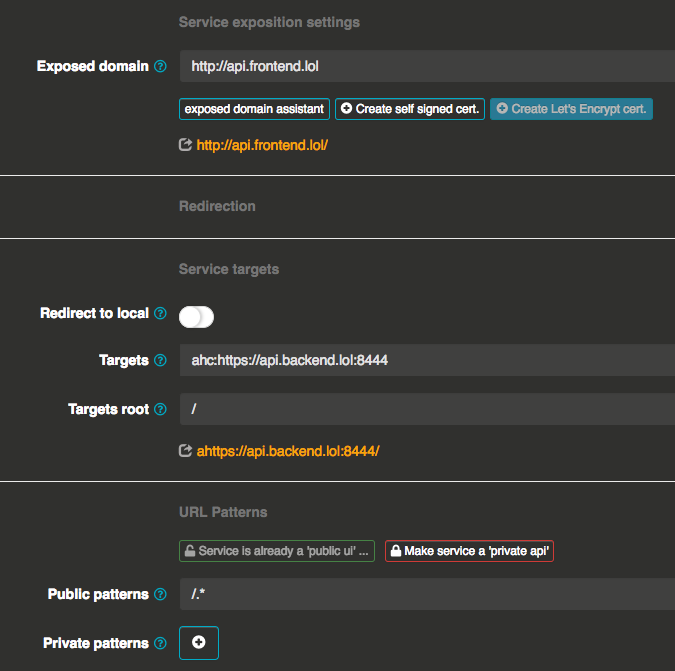 Service exposition settings
Exposed domain ? http://api.frontend.lol
exposed domain assistant Create self signed cert. Create Let's Encrypt cert.
http://api.frontend.lol/
Redirection
Service targets
Redirect to local ?
Targets ? ahc:https://api.backend.lol:8444
Targets root ? /
ahttps://api.backend.lol:8444/
URL Patterns
Service is already a 'public ui' ... Make service a 'private api'
Public patterns ? /.*
Private patterns ?